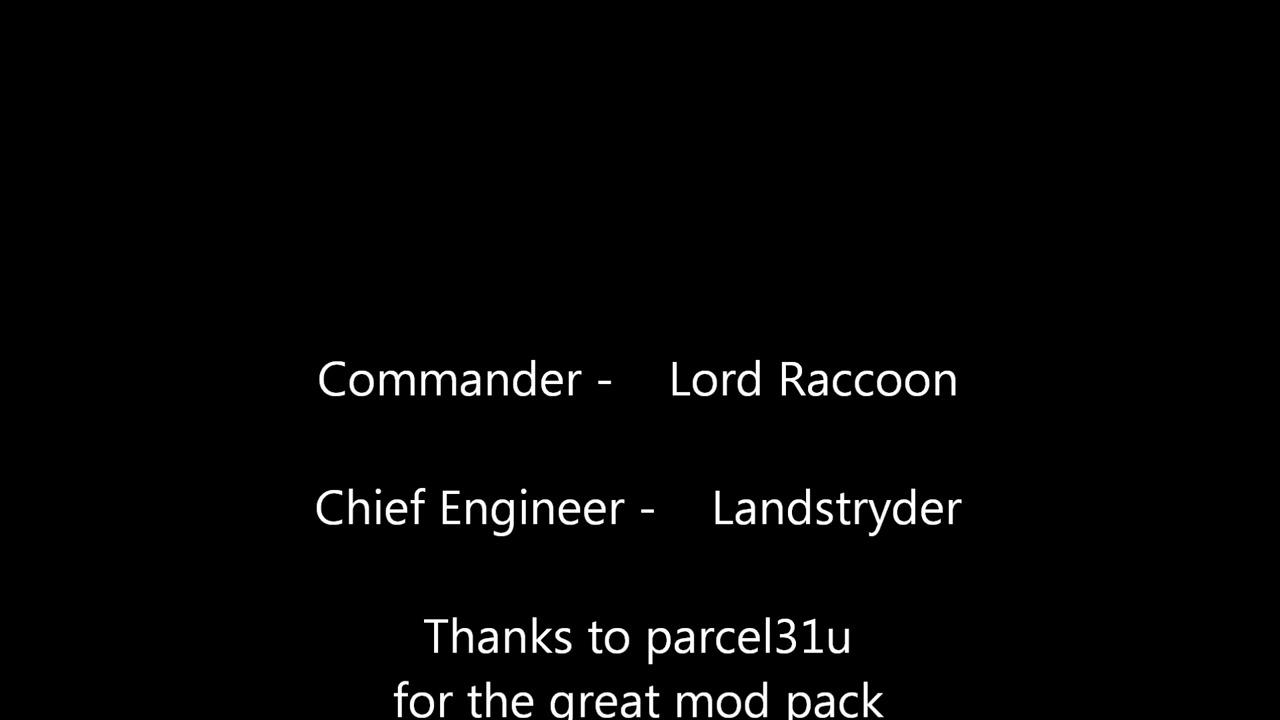 Commander - Lord Raccoon
Chief Engineer - Landstryder
Thanks to parcel31u
for the great mod pack